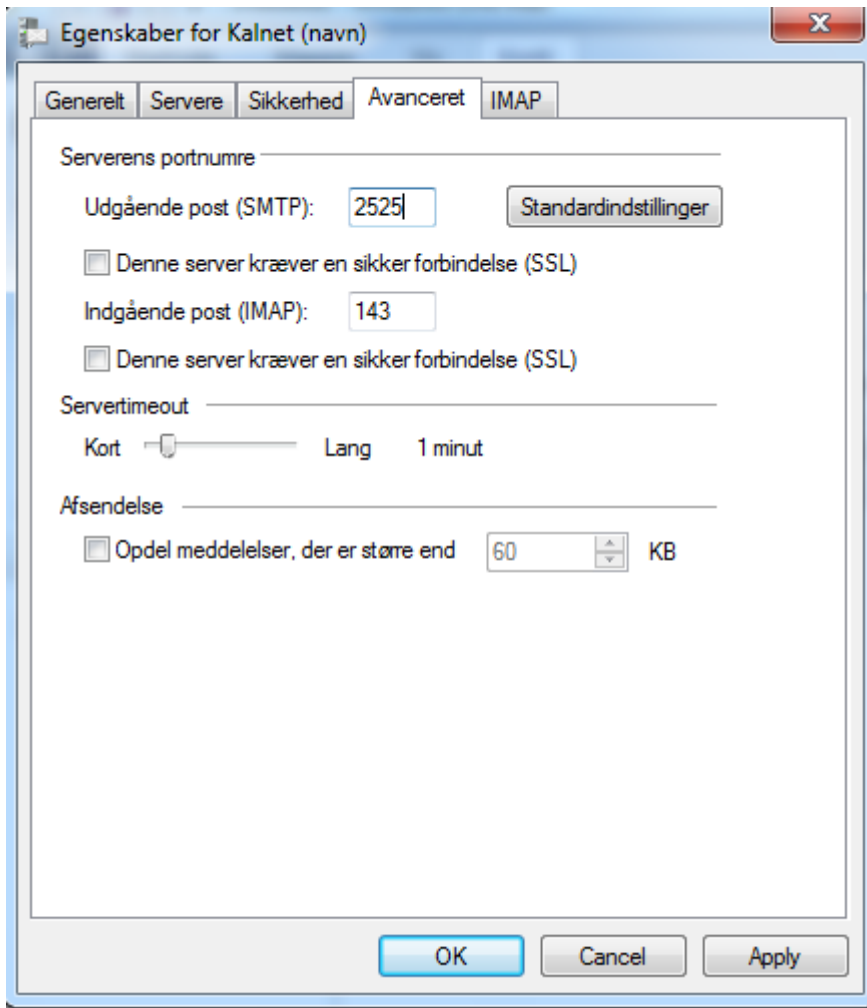 Egenskaber for Kalnet (navn)
Generelt Servere Sikkerhed Avanceret IMAP
Serverens portnumre
Udgående post (SMTP): 2525 Standardindstillinger
Denne server kræver en sikker forbindelse (SSL)
Indgående post (IMAP): 143
Denne server kræver en sikker forbindelse (SSL)
Servertimeout
Kort Lang 1 minut
Afsendelse
Opdel meddelelser, der er større end 60 KB
OK Cancel Apply